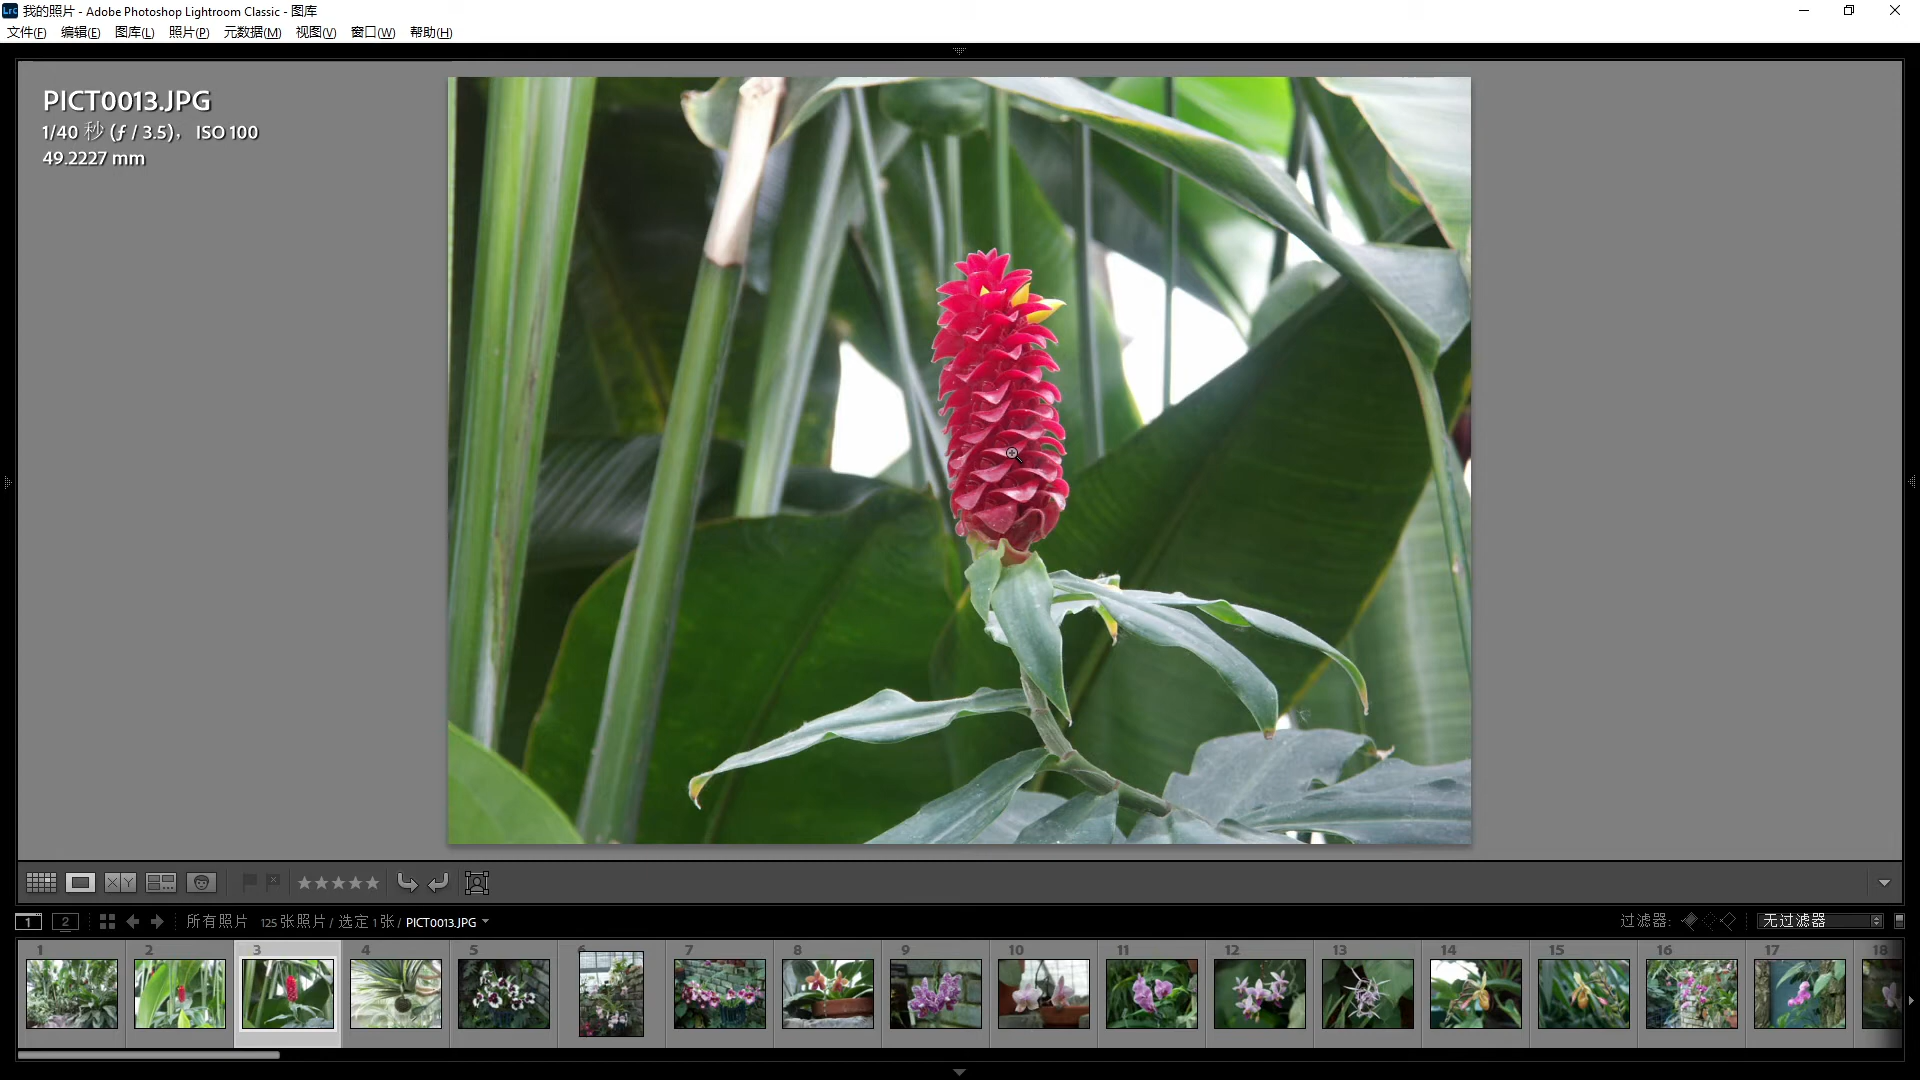 Lrc 我的照片 - Adobe Photoshop Lightroom Classic - 图库
文件(F) 编辑(E) 图库(L) 照片(P) 元数据(M) 视图(V) 窗口(W) 帮助(H)
PICT0013.JPG
1/40 秒 (ƒ / 3.5)， ISO 100
49.2227 mm
X Y
1 2 所有照片 125 张照片 / 选定 1 张 / PICT0013.JPG 过滤器: 无过滤器
1 2 3 4 5 6 7 8 9 10 11 12 13 14 15 16 17 18